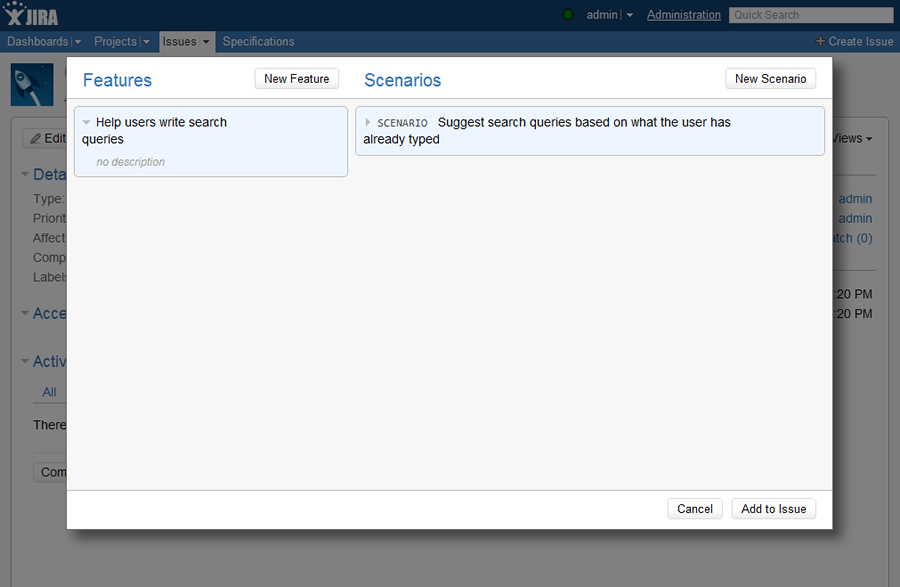 JIRA
admin
Administration
Quick Search
Dashboards
Projects
Issues
Specifications
+ Create Issue
Features
New Feature
Scenarios
New Scenario
Help users write search
queries
no description
SCENARIO Suggest search queries based on what the user has
already typed
Edit
Views
Deta
Type:
admin
Priorit
admin
Affect
tch (0)
Comp
Labels
:20 PM
Acce
:20 PM
Activ
All
There
Com
Cancel
Add to Issue